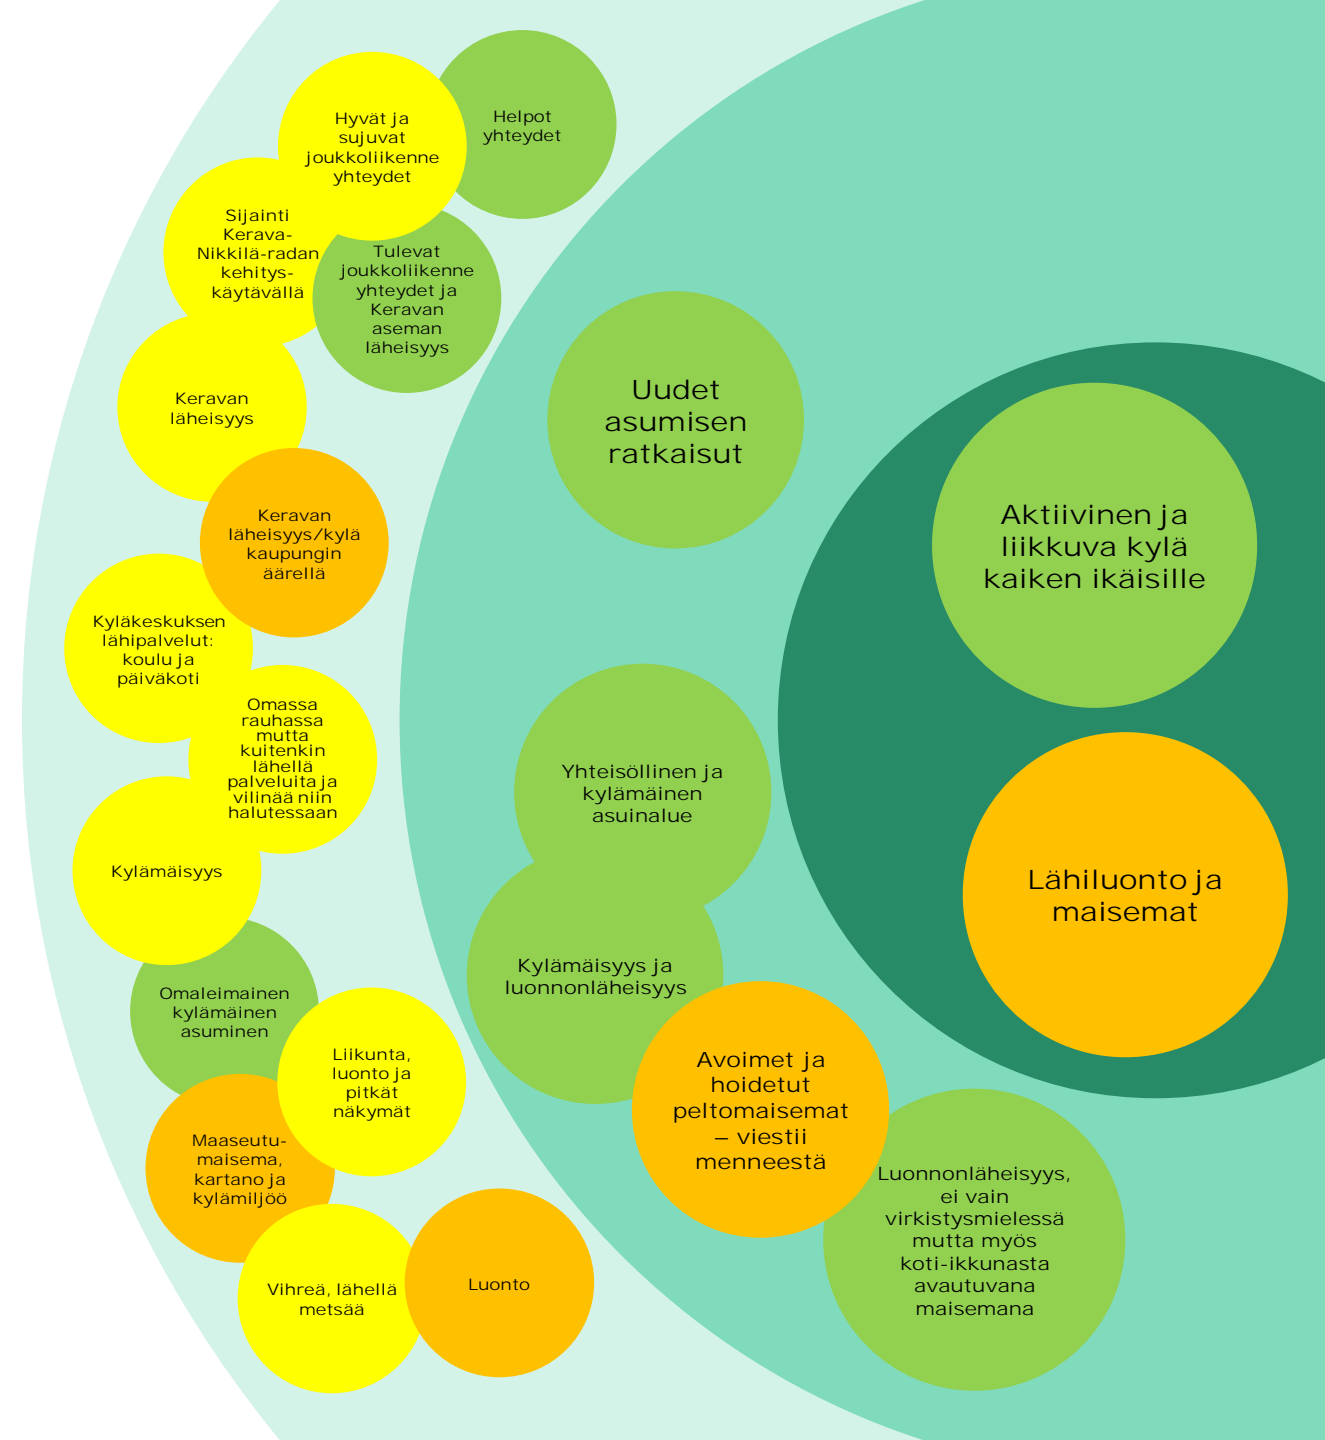 Helpot
yhteydet
Hyvät ja
sujuvat
joukkoliikenne
yhteydet
Sijainti
Kerava-
Nikkilä-radan
kehitys-
käytävällä
Tulevat
joukkoliikenne
yhteydet ja
Keravan
aseman
läheisyys
Keravan
läheisyys
Keravan
läheisyys/kylä
kaupungin
äärellä
Kyläkeskuksen
lähipalvelut:
koulu ja
päiväkoti
Omassa
rauhassa
mutta
kuitenkin
lähellä
palveluita ja
vilinää niin
halutessaan
Kylämäisyys
Omaleimainen
kylämäinen
asuminen
Liikunta,
luonto ja
pitkät
näkymät
Maaseutu-
maisema,
kartano ja
kylämiljöö
Vihreä, lähellä
metsää
Luonto
Uudet
asumisen
ratkaisut
Yhteisöllinen ja
kylämäinen
asuinalue
Kylämäisyys ja
luonnonläheisyys
Avoimet ja
hoidetut
peltomaisemat
– viestii
menneestä
Luonnonläheisyys,
ei vain
virkistysmielessä
mutta myös
koti-ikkunasta
avautuvana
maisemana
Aktiivinen ja
liikkuva kylä
kaiken ikäisille
Lähiluonto ja
maisemat